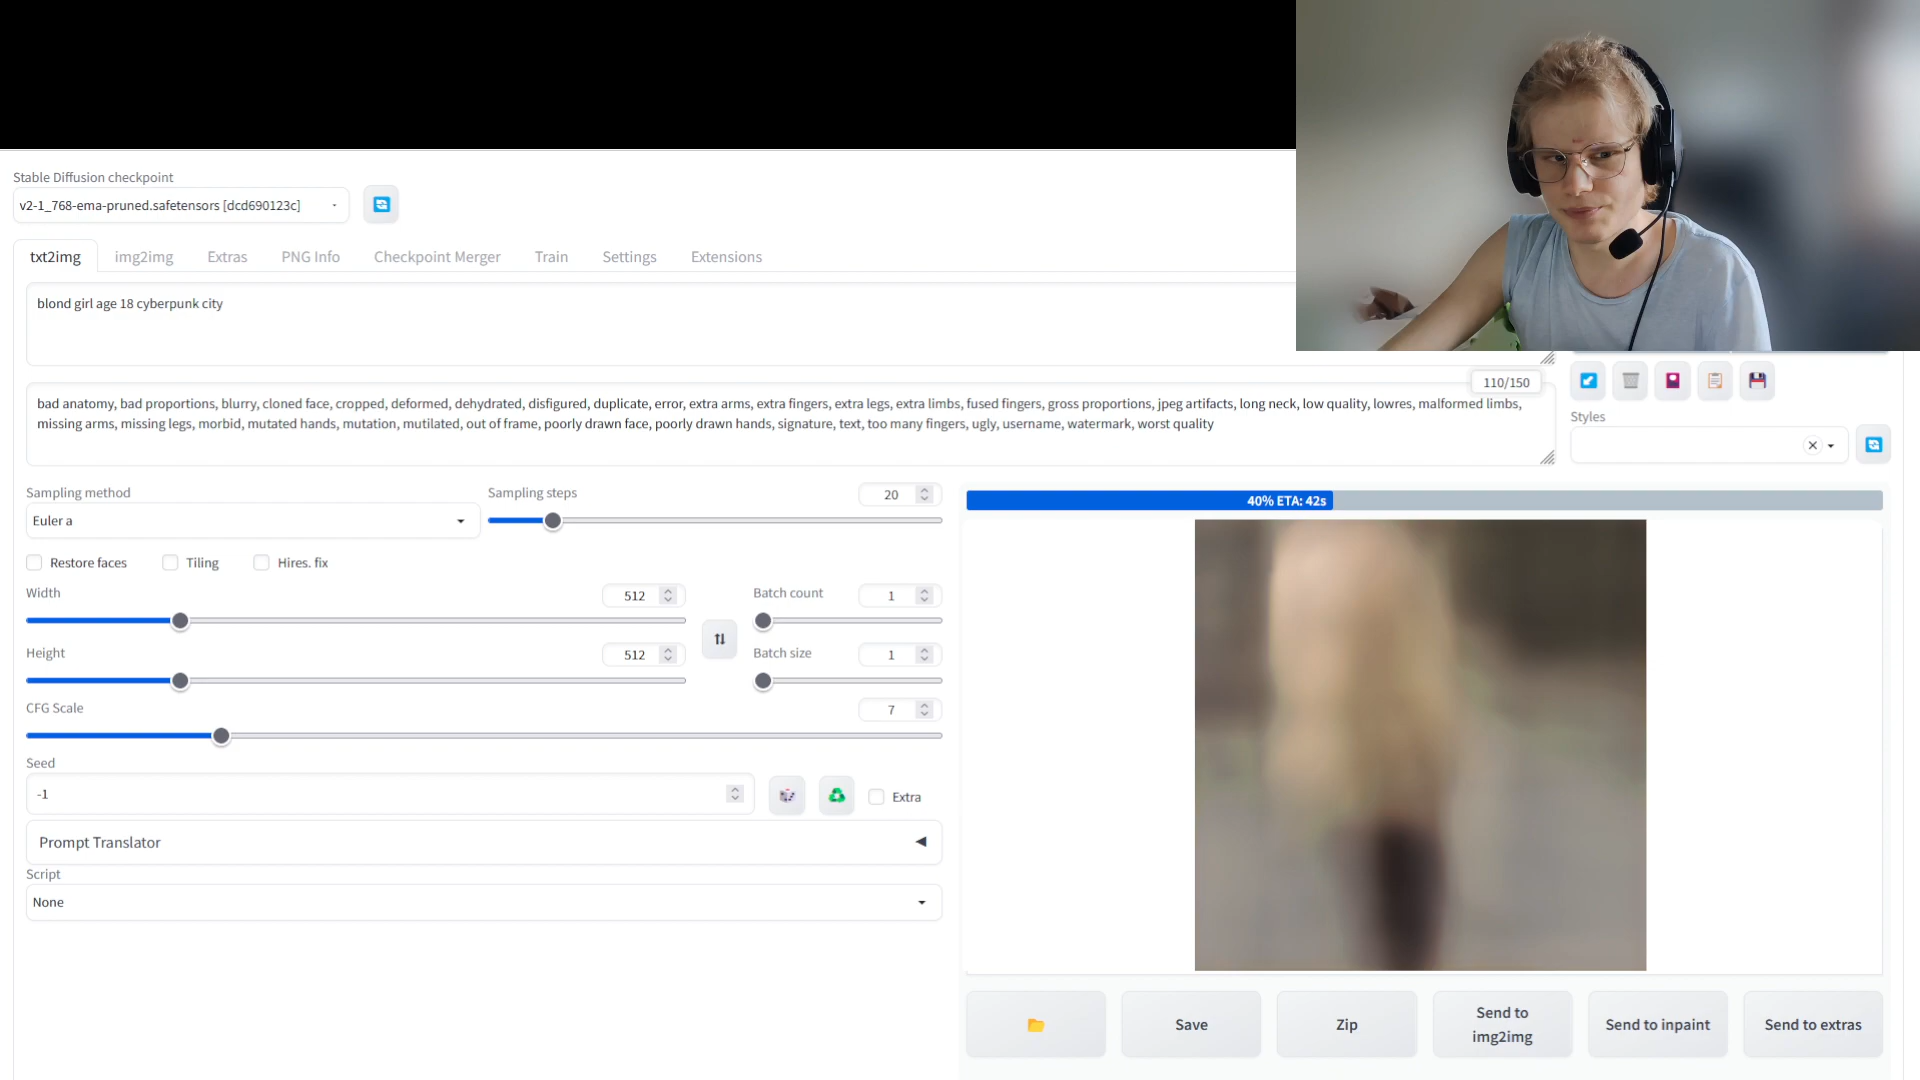 Stable Diffusion checkpoint
v2-1_768-ema-pruned.safetensors [dcd690123c]
txt2img
img2img
Extras
PNG Info
Checkpoint Merger
Train
Settings
Extensions
blond girl age 18 cyberpunk city
110/150
bad anatomy, bad proportions, blurry, cloned face, cropped, deformed, dehydrated, disfigured, duplicate, error, extra arms, extra fingers, extra legs, extra limbs, fused fingers, gross proportions, jpeg artifacts, long neck, low quality, lowres, malformed limbs,
missing arms, missing legs, morbid, mutated hands, mutation, mutilated, out of frame, poorly drawn face, poorly drawn hands, signature, text, too many fingers, ugly, username, watermark, worst quality
Styles
Sampling method
Euler a
Sampling steps
20
40% ETA: 42s
Restore faces
Tiling
Hires. fix
Width
512
Batch count
1
Height
512
Batch size
1
CFG Scale
7
Seed
-1
Extra
Prompt Translator
Script
None
Save
Zip
Send to
img2img
Send to inpaint
Send to extras